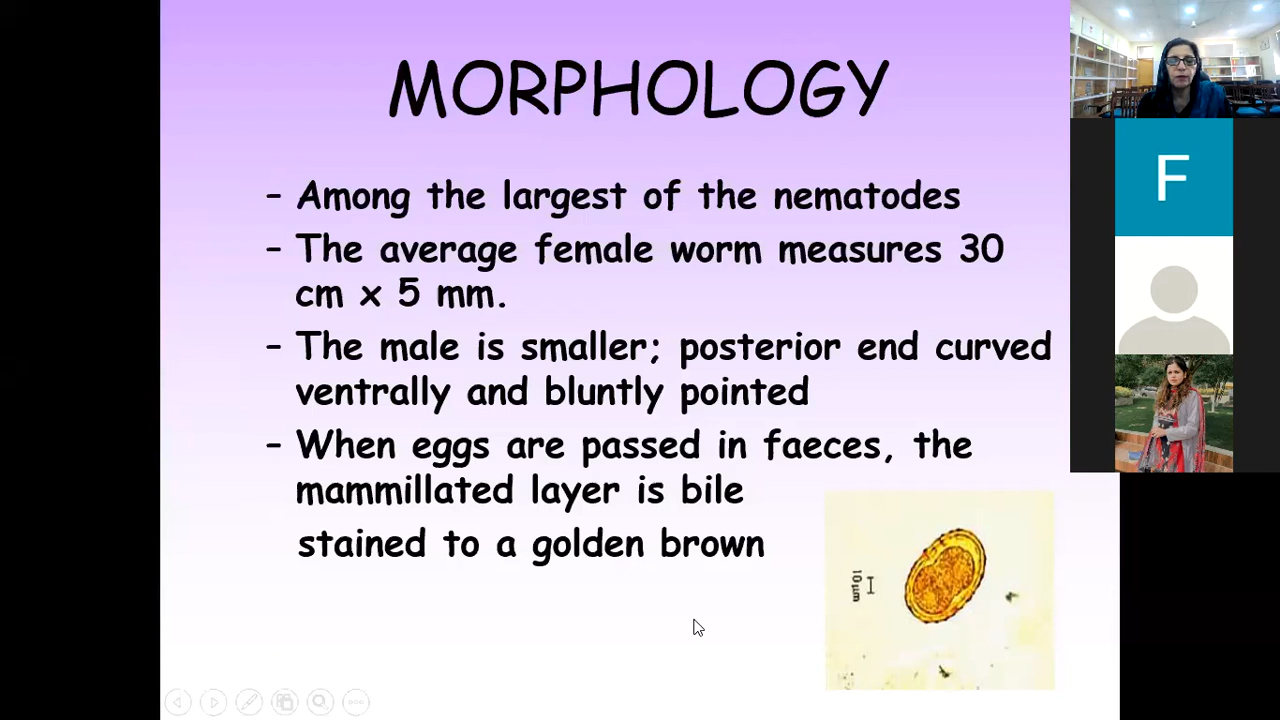 MORPHOLOGY
– Among the largest of the nematodes
– The average female worm measures 30
cm x 5 mm.
– The male is smaller; posterior end curved
ventrally and bluntly pointed
– When eggs are passed in faeces, the
mammillated layer is bile
stained to a golden brown
10µm
F